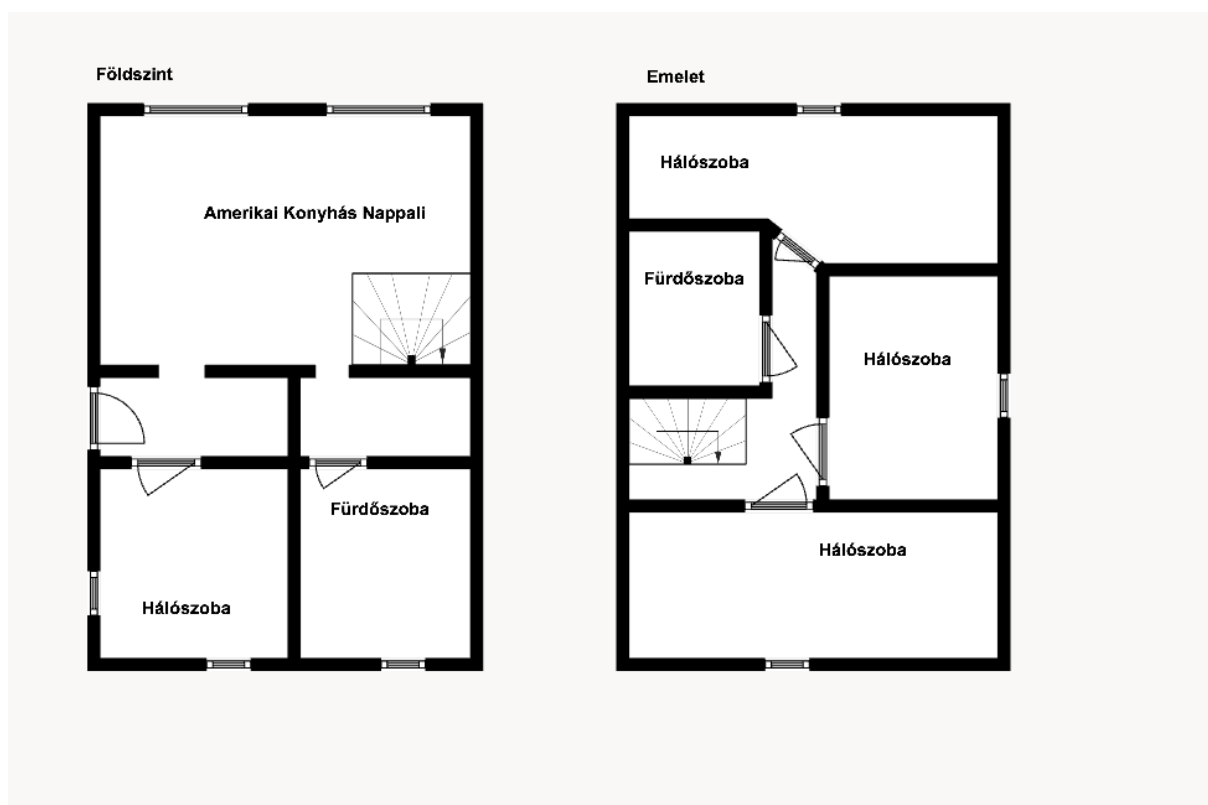 Földszint
Amerikai Konyhás Nappali
Fürdőszoba
Hálószoba
Emelet
Hálószoba
Fürdőszoba
Hálószoba
Hálószoba